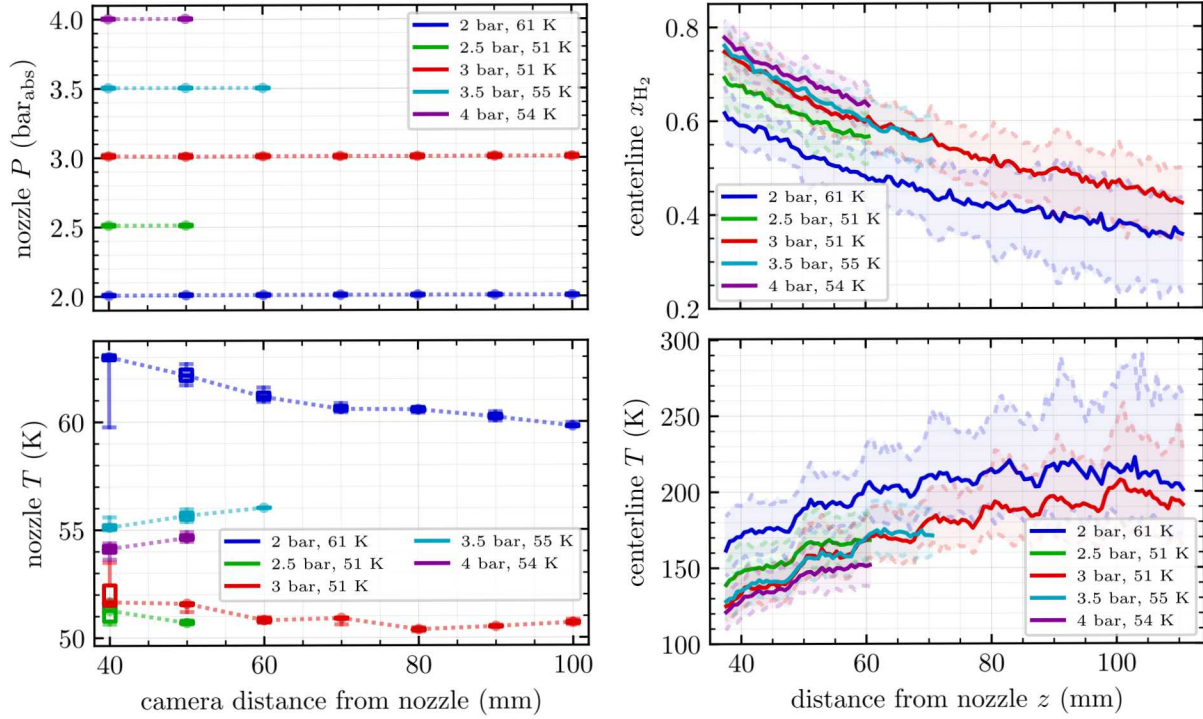 4.0
3.5
3.0
2.5
2.0
nozzle P (bar_abs)
2 bar, 61 K
2.5 bar, 51 K
3 bar, 51 K
3.5 bar, 55 K
4 bar, 54 K
0.8
0.6
0.4
0.2
centerline x_H₂
2 bar, 61 K
2.5 bar, 51 K
3 bar, 51 K
3.5 bar, 55 K
4 bar, 54 K
60
55
50
nozzle T (K)
2 bar, 61 K
2.5 bar, 51 K
3 bar, 51 K
3.5 bar, 55 K
4 bar, 54 K
40 60 80 100
camera distance from nozzle (mm)
300
250
200
150
100
centerline T (K)
2 bar, 61 K
2.5 bar, 51 K
3 bar, 51 K
3.5 bar, 55 K
4 bar, 54 K
40 60 80 100
distance from nozzle z (mm)